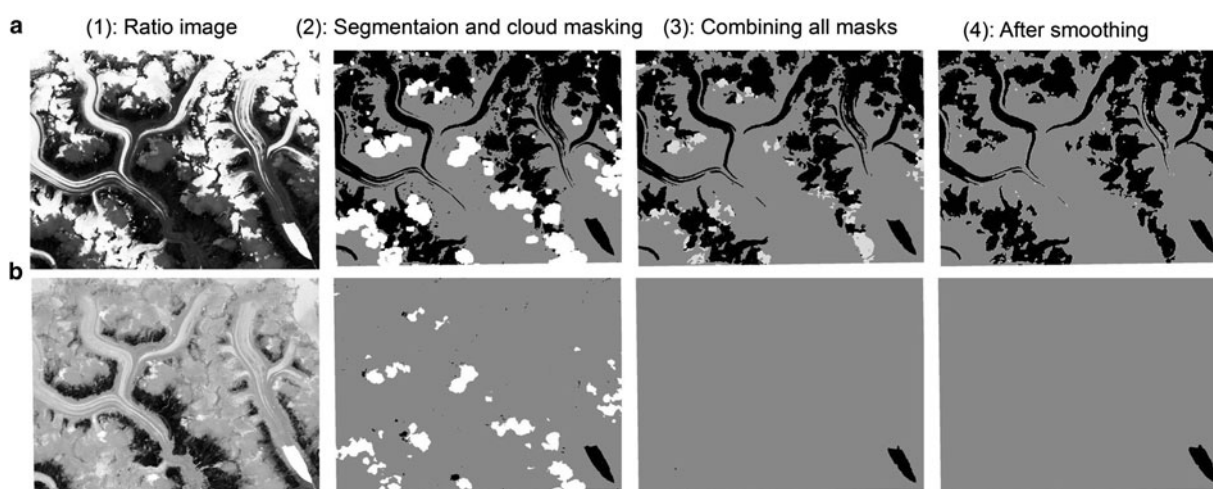 a (1): Ratio image (2): Segmentaion and cloud masking (3): Combining all masks (4): After smoothing
b